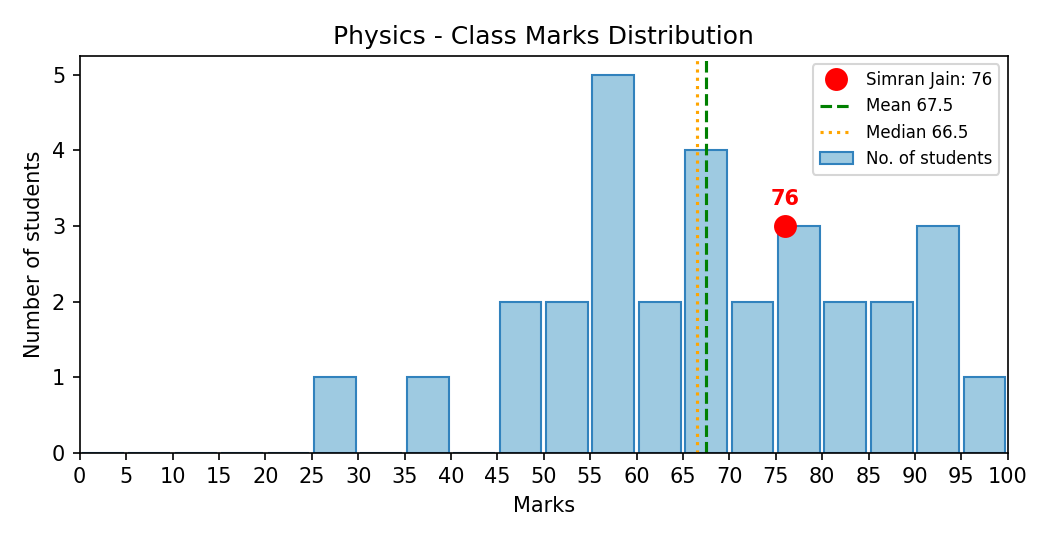 Physics - Class Marks Distribution
Simran Jain: 76
Mean 67.5
Median 66.5
No. of students
76
Number of students
5
4
3
2
1
0
0 5 10 15 20 25 30 35 40 45 50 55 60 65 70 75 80 85 90 95 100
Marks